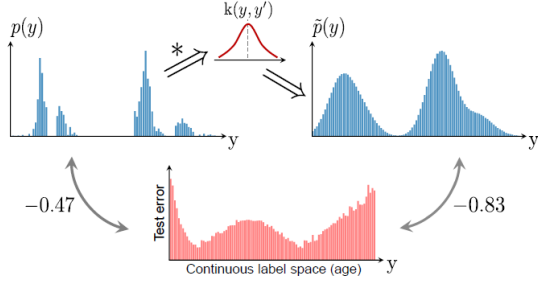 p(y)
k(y, y′)
p̃(y)
*
y
y
−0.47
−0.83
Test error
y
Continuous label space (age)